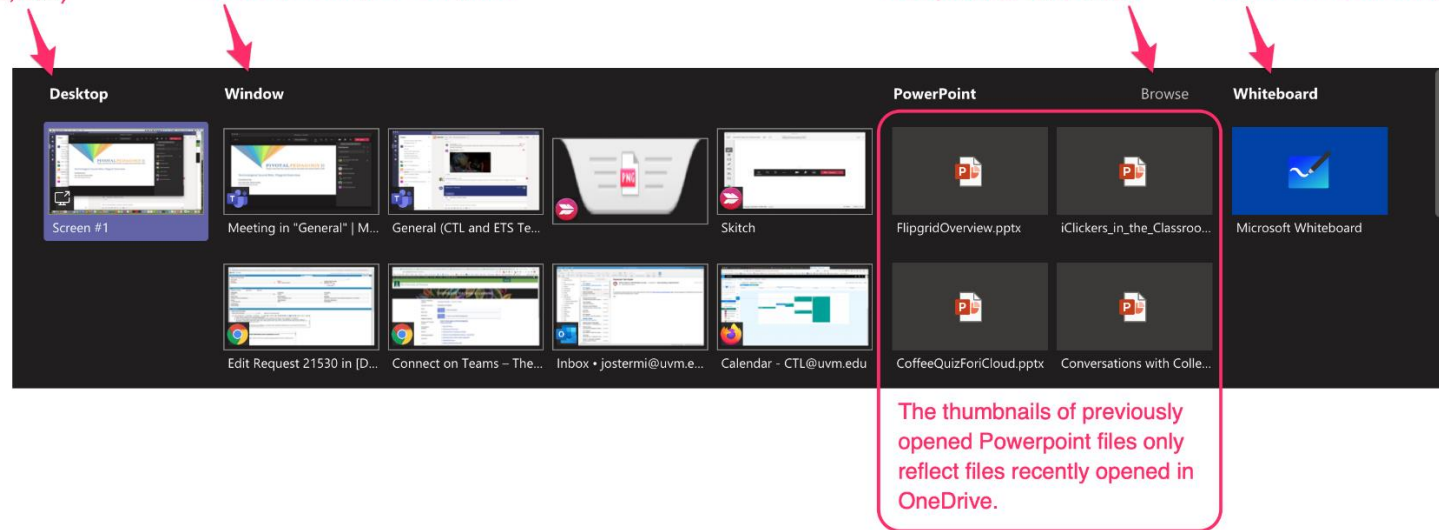 Desktop
Window
PowerPoint
Browse
Whiteboard
PNG
Screen #1
Meeting in "General" | M...
General (CTL and ETS Te...
Skitch
FlipgridOverview.pptx
iClickers_in_the_Classroo...
Microsoft Whiteboard
Edit Request 21530 in [D...
Connect on Teams – The...
Inbox • jostermi@uvm.e...
Calendar - CTL@uvm.edu
CoffeeQuizForiCloud.pptx
Conversations with Colle...
The thumbnails of previously
opened Powerpoint files only
reflect files recently opened in
OneDrive.